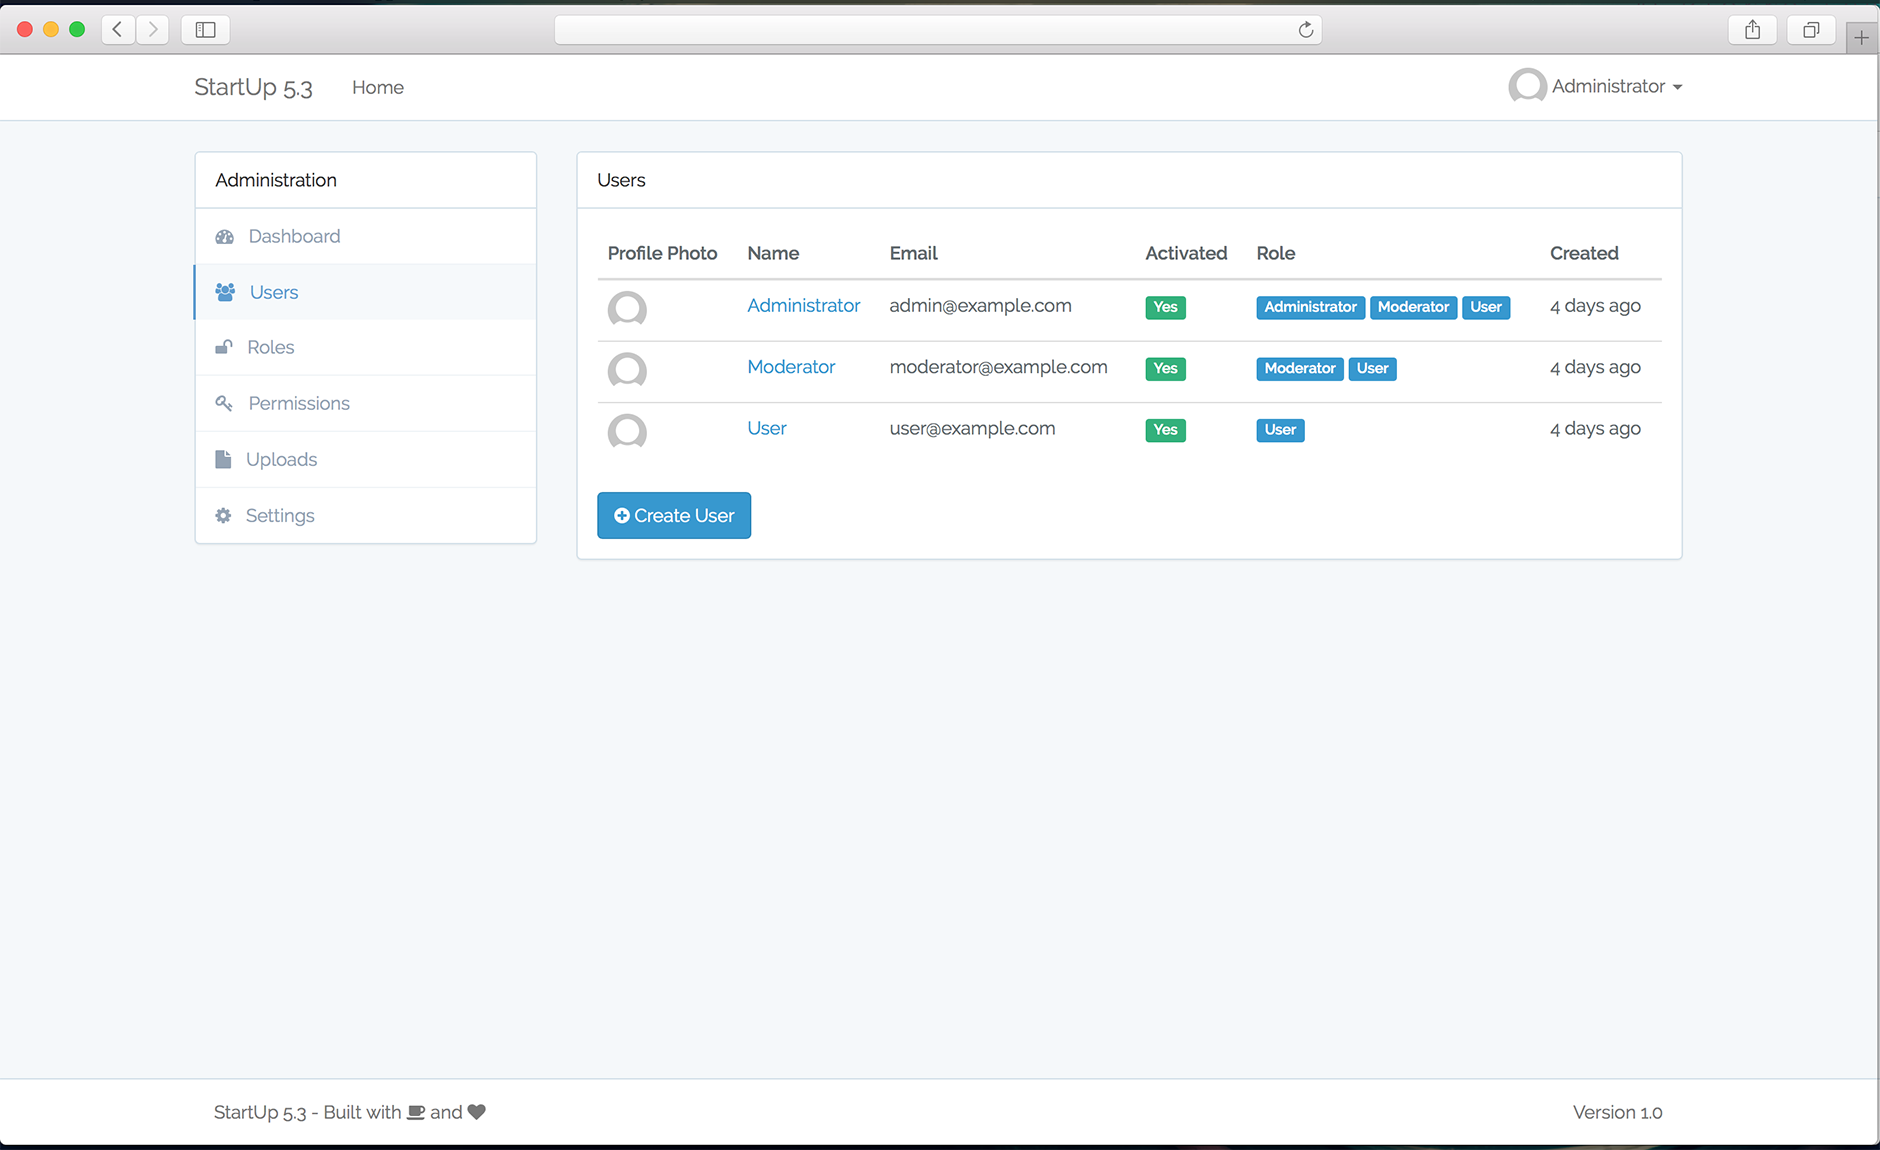 StartUp 5.3 Home Administrator
Administration
Dashboard
Users
Roles
Permissions
Uploads
Settings
Users
Profile Photo Name Email Activated Role Created
Administrator admin@example.com Yes Administrator Moderator User 4 days ago
Moderator moderator@example.com Yes Moderator User 4 days ago
User user@example.com Yes User 4 days ago
Create User
StartUp 5.3 - Built with and Version 1.0